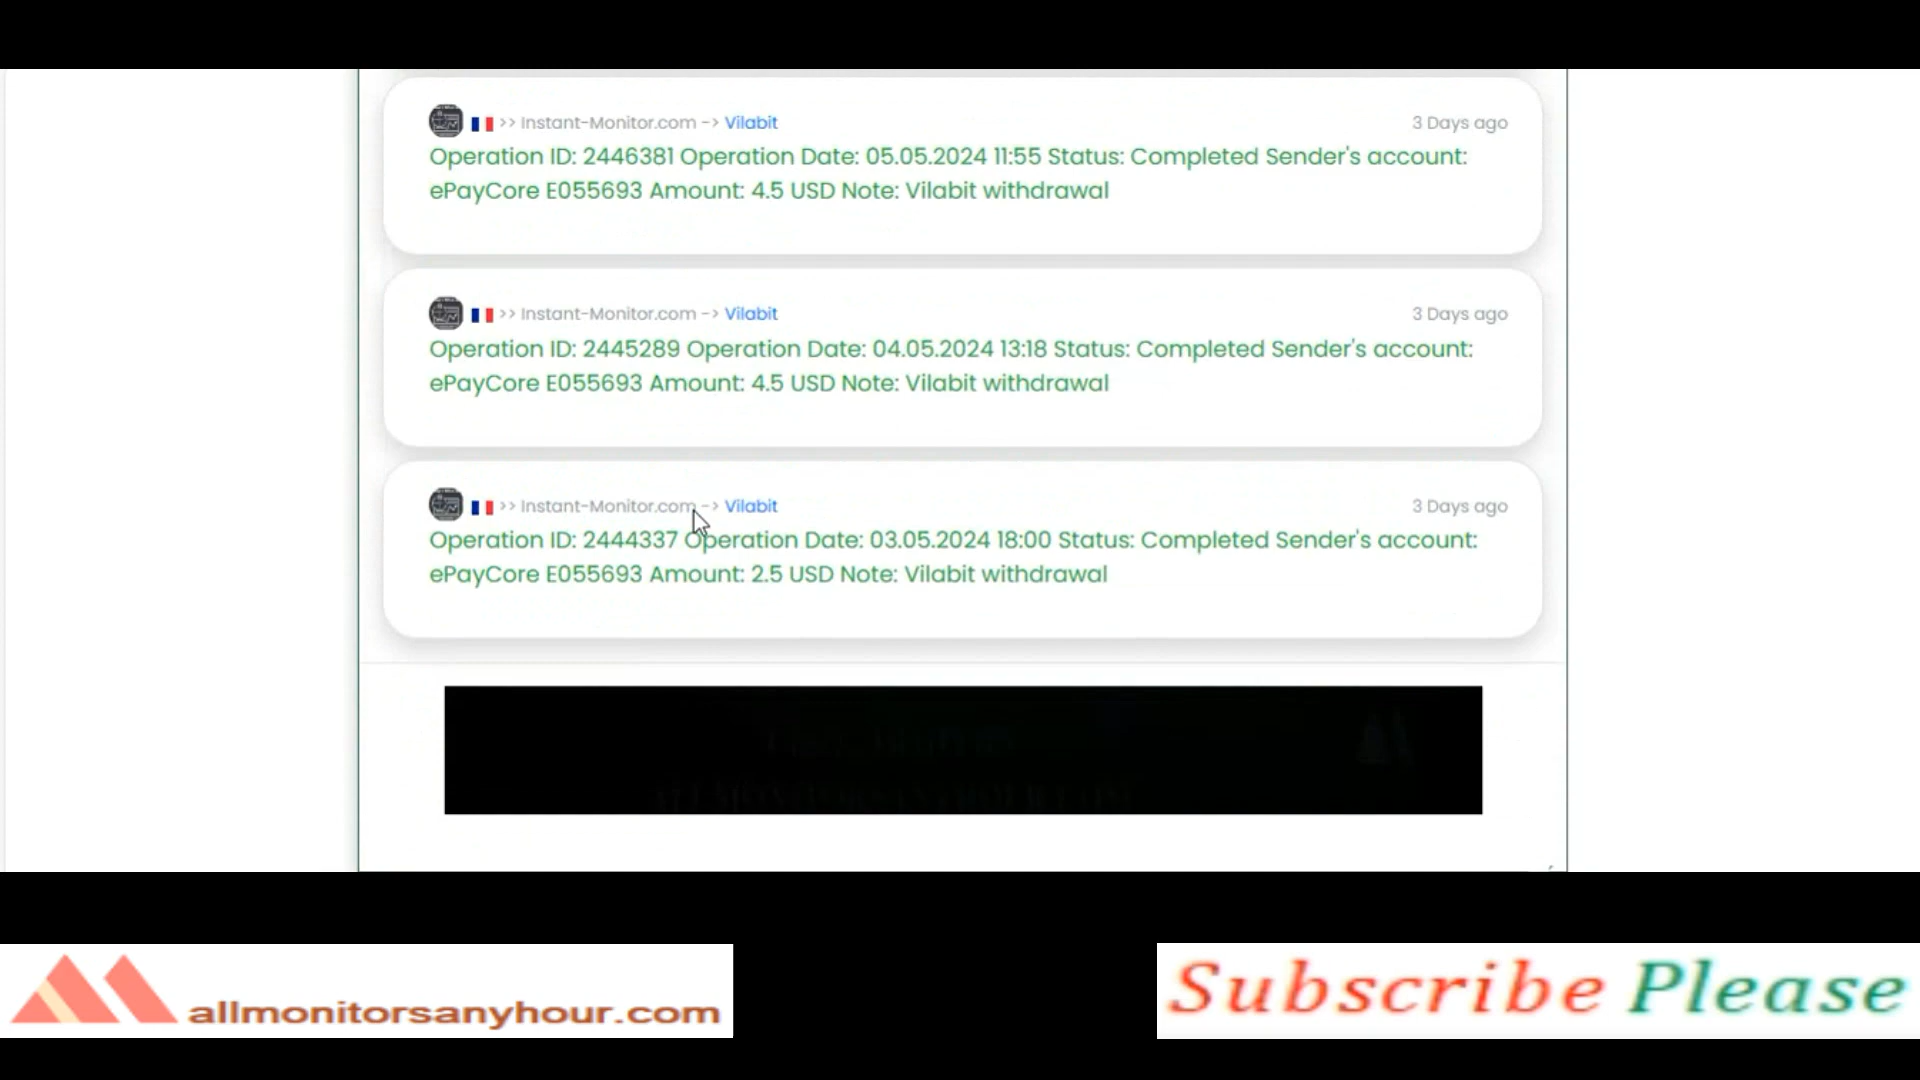 >> Instant-Monitor.com -> Vilabit 3 Days ago
Operation ID: 2446381 Operation Date: 05.05.2024 11:55 Status: Completed Sender's account:
ePayCore E055693 Amount: 4.5 USD Note: Vilabit withdrawal
>> Instant-Monitor.com -> Vilabit 3 Days ago
Operation ID: 2445289 Operation Date: 04.05.2024 13:18 Status: Completed Sender's account:
ePayCore E055693 Amount: 4.5 USD Note: Vilabit withdrawal
>> Instant-Monitor.com -> Vilabit 3 Days ago
Operation ID: 2444337 Operation Date: 03.05.2024 18:00 Status: Completed Sender's account:
ePayCore E055693 Amount: 2.5 USD Note: Vilabit withdrawal
allmonitorsanyhour.com
Subscribe Please